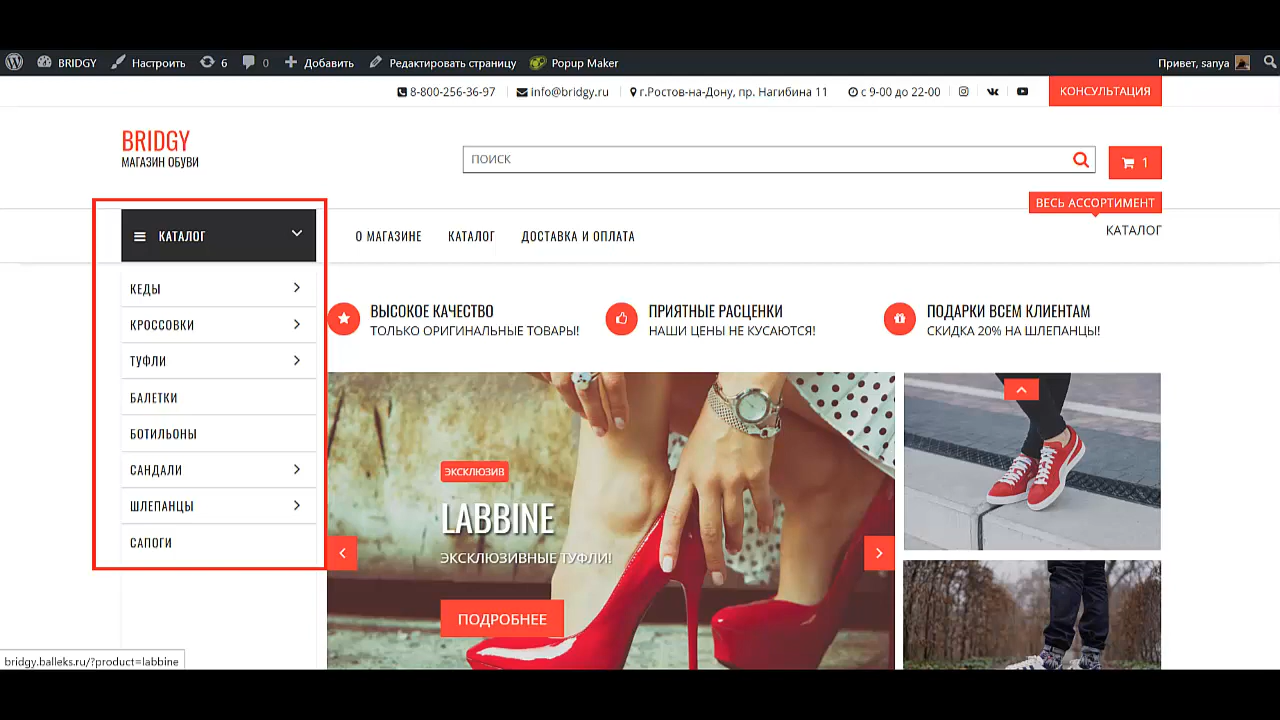 BRIDGY Настроить 6 0 Добавить Редактировать страницу Popup Maker Привет, sanya
8-800-256-36-97 info@bridgy.ru г.Ростов-на-Дону, пр. Нагибина 11 с 9-00 до 22-00 КОНСУЛЬТАЦИЯ
BRIDGY
МАГАЗИН ОБУВИ
ПОИСК
1
ВЕСЬ АССОРТИМЕНТ
КАТАЛОГ
КАТАЛОГ О МАГАЗИНЕ КАТАЛОГ ДОСТАВКА И ОПЛАТА
КЕДЫ
КРОССОВКИ
ТУФЛИ
БАЛЕТКИ
БОТИЛЬОНЫ
САНДАЛИ
ШЛЕПАНЦЫ
САПОГИ
ВЫСОКОЕ КАЧЕСТВО
ТОЛЬКО ОРИГИНАЛЬНЫЕ ТОВАРЫ!
ПРИЯТНЫЕ РАСЦЕНКИ
НАШИ ЦЕНЫ НЕ КУСАЮТСЯ!
ПОДАРКИ ВСЕМ КЛИЕНТАМ
СКИДКА 20% НА ШЛЕПАНЦЫ!
ЭКСКЛЮЗИВ
LABBINE
ЭКСКЛЮЗИВНЫЕ ТУФЛИ!
ПОДРОБНЕЕ
bridgy.balleks.ru/?product=labbine